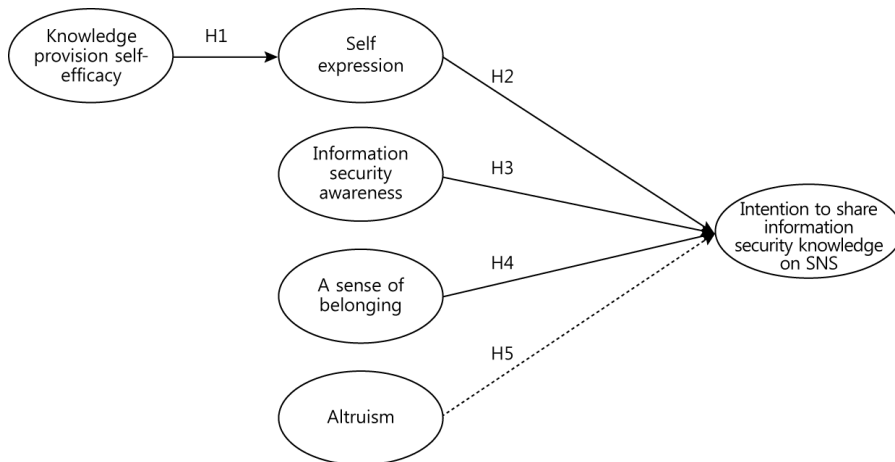 Knowledge
provision self-
efficacy
H1
Self
expression
H2
Information
security
awareness
H3
Intention to share
information
security knowledge
on SNS
A sense of
belonging
H4
H5
Altruism